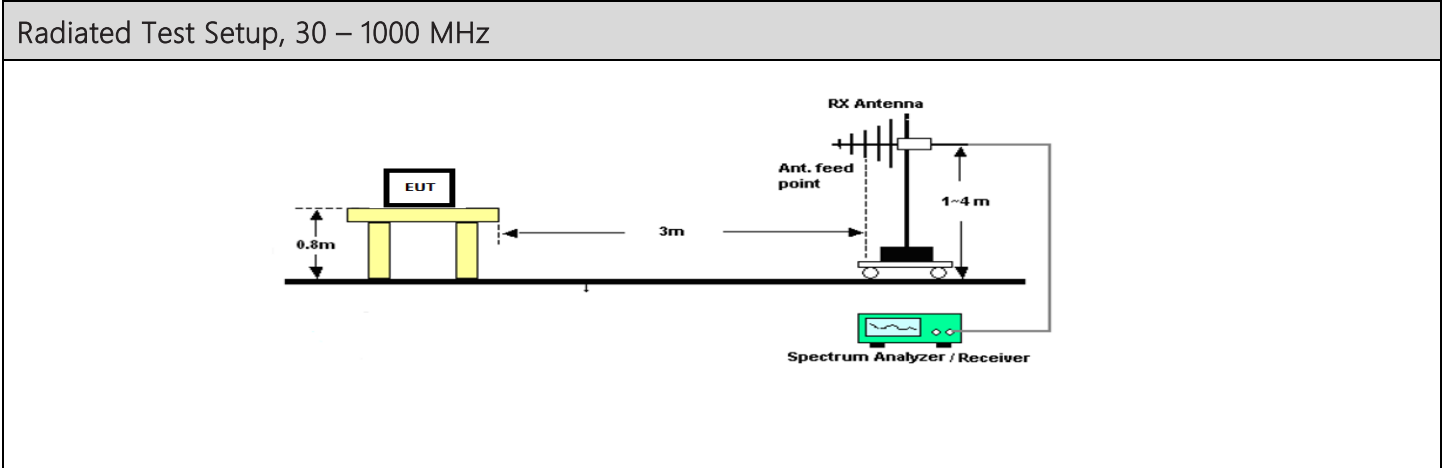 Radiated Test Setup, 30 – 1000 MHz
RX Antenna
Ant. feed
point
EUT
1~4 m
3m
0.8m
Spectrum Analyzer / Receiver